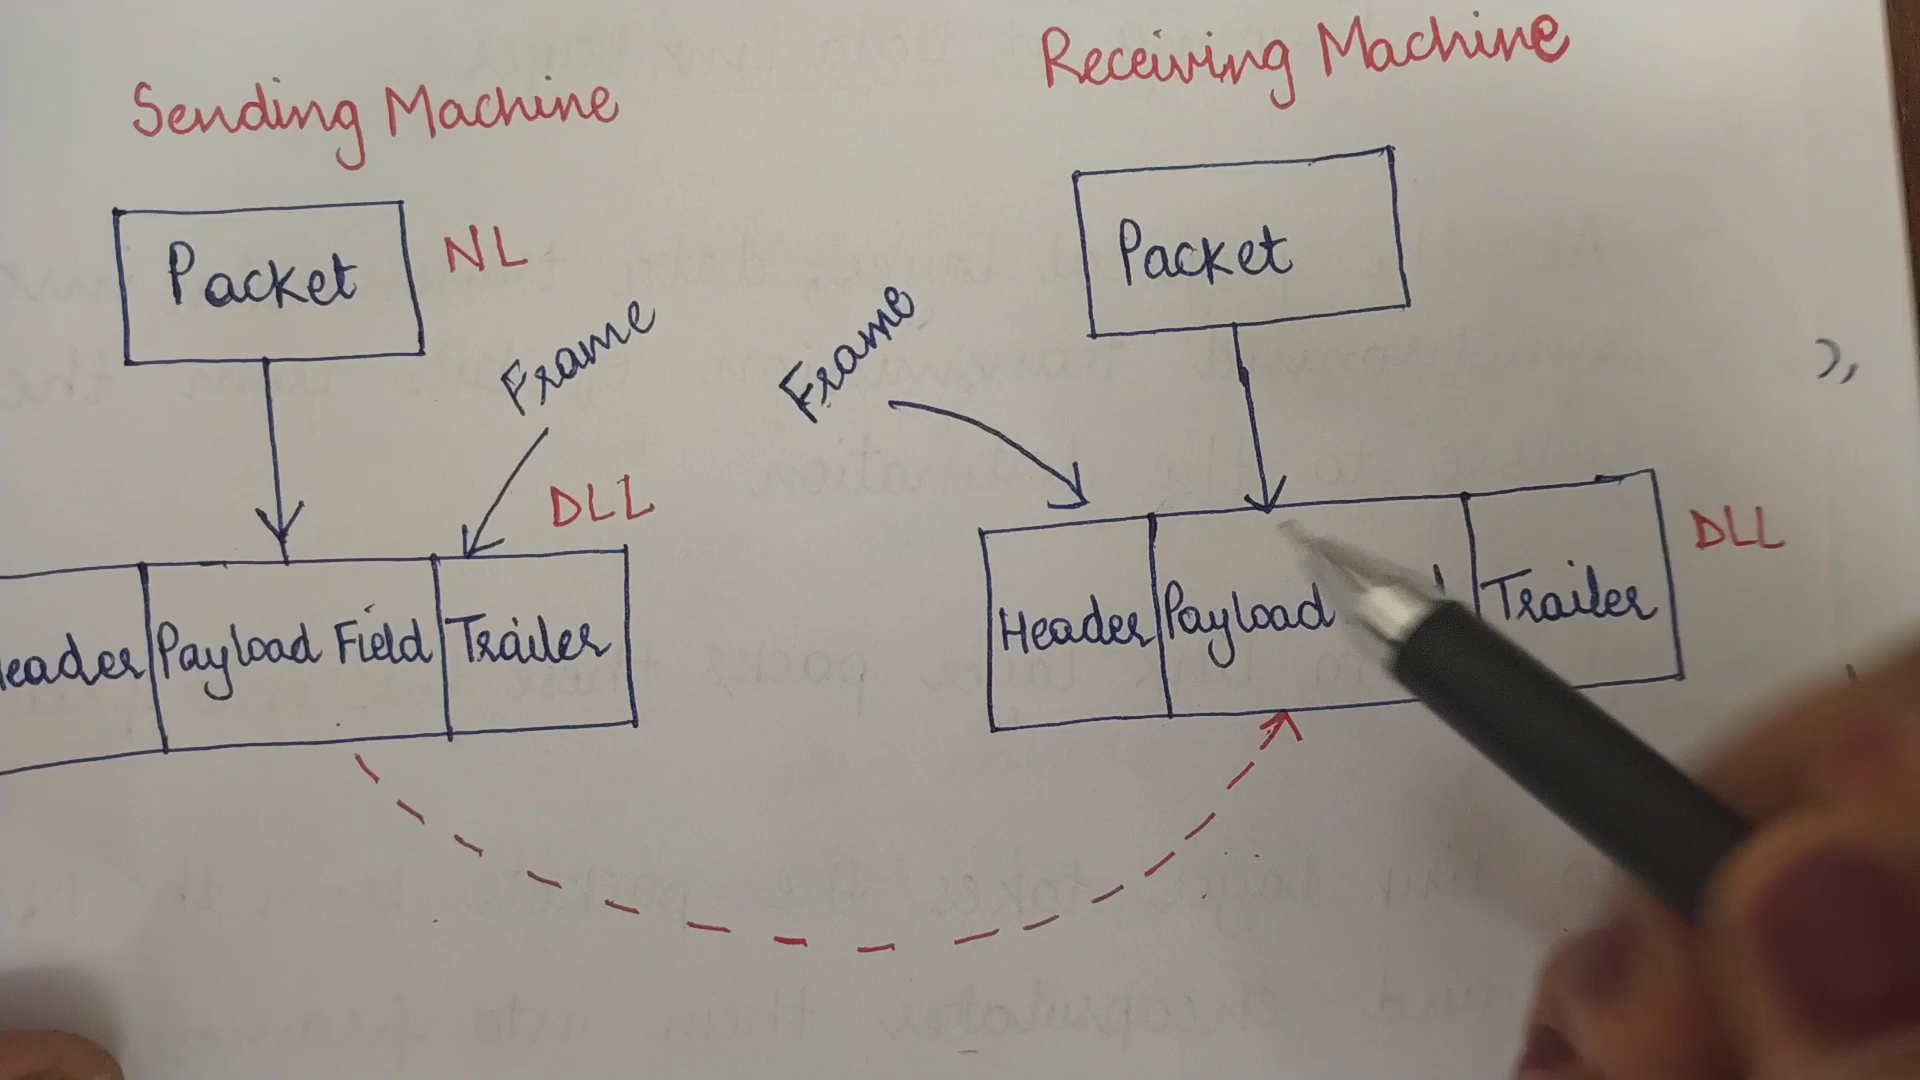 Sending Machine
Receiving Machine
Packet
NL
Packet
Frame
Frame
DLL
DLL
eader
Payload Field
Trailer
Header
Payload
Trailer